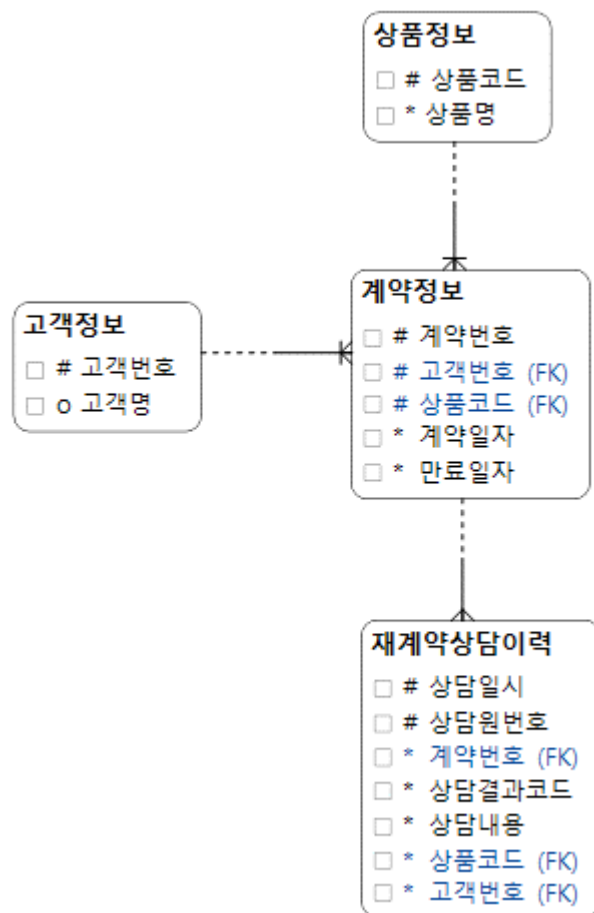 상품정보
# 상품코드
* 상품명
계약정보
# 계약번호
# 고객번호 (FK)
# 상품코드 (FK)
* 계약일자
* 만료일자
고객정보
# 고객번호
o 고객명
재계약상담이력
# 상담일시
# 상담원번호
* 계약번호 (FK)
* 상담결과코드
* 상담내용
* 상품코드 (FK)
* 고객번호 (FK)